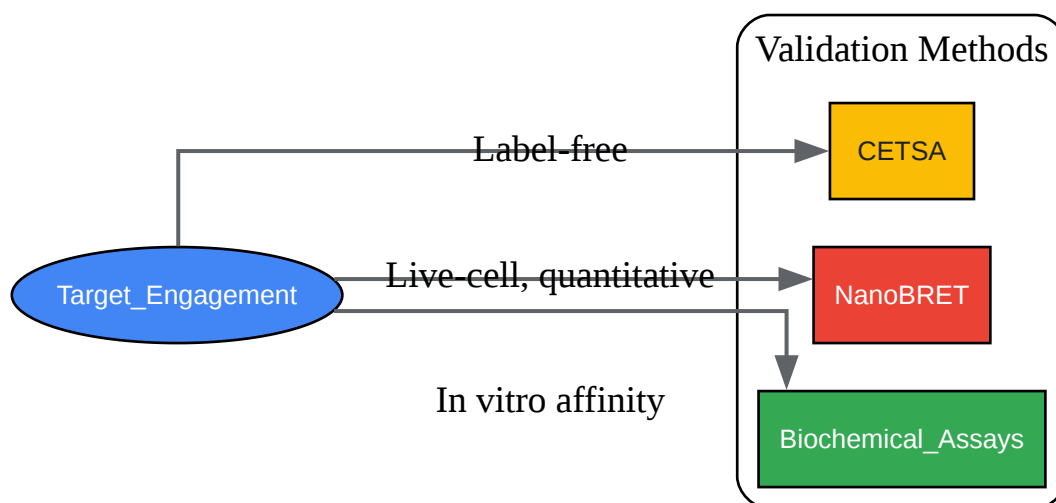 Validation Methods
Label-free
CETSA
Target_Engagement
Live-cell, quantitative
NanoBRET
In vitro affinity
Biochemical_Assays